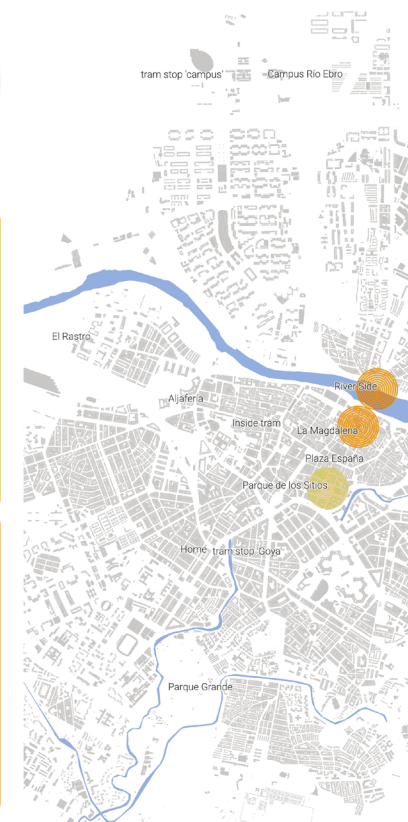 tram stop 'campus'
Campus Río Ebro
El Rastro
River Side
Aljafería
Inside tram
La Magdalena
Plaza España
Parque de los Sitios
Home
tram stop 'Goya'
Parque Grande